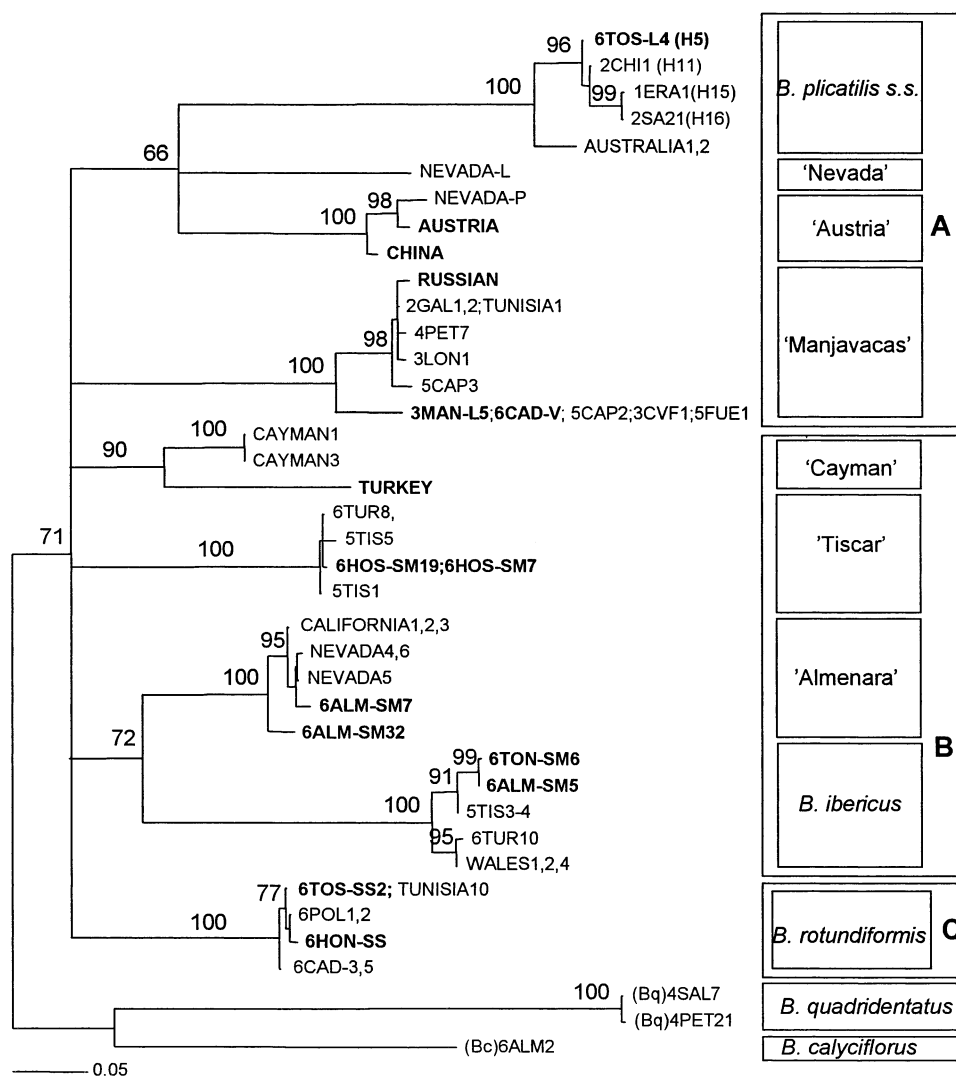 96
6TOS-L4 (H5)
2CHI1 (H11)
100
99
1ERA1(H15)
2SA21(H16)
B. plicatilis s.s.
AUSTRALIA1,2
66
NEVADA-L
'Nevada'
98
NEVADA-P
100
AUSTRIA
'Austria'
A
CHINA
RUSSIAN
2GAL1,2;TUNISIA1
98
4PET7
'Manjavacas'
100
3LON1
5CAP3
3MAN-L5;6CAD-V; 5CAP2;3CVF1;5FUE1
100
CAYMAN1
90
CAYMAN3
'Cayman'
TURKEY
71
6TUR8,
5TIS5
'Tiscar'
100
6HOS-SM19;6HOS-SM7
5TIS1
CALIFORNIA1,2,3
95
NEVADA4,6
100
NEVADA5
'Almenara'
6ALM-SM7
72
6ALM-SM32
B
99
6TON-SM6
91
6ALM-SM5
100
5TIS3-4
B. ibericus
95
6TUR10
WALES1,2,4
77
6TOS-SS2; TUNISIA10
100
6POL1,2
6HON-SS
B. rotundiformis
C
6CAD-3,5
100
(Bq)4SAL7
(Bq)4PET21
B. quadridentatus
(Bc)6ALM2
B. calyciflorus
0.05